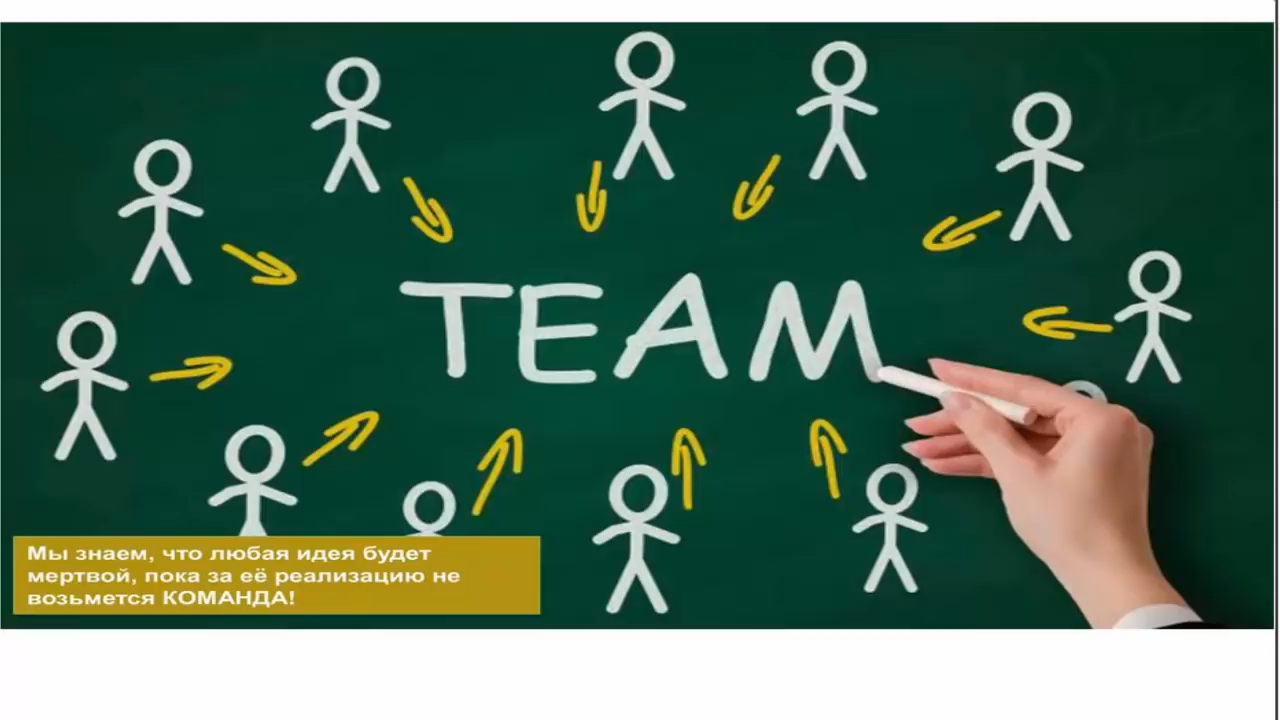 TEAM
Мы знаем, что любая идея будет
мертвой, пока за её реализацию не
возьмется КОМАНДА!